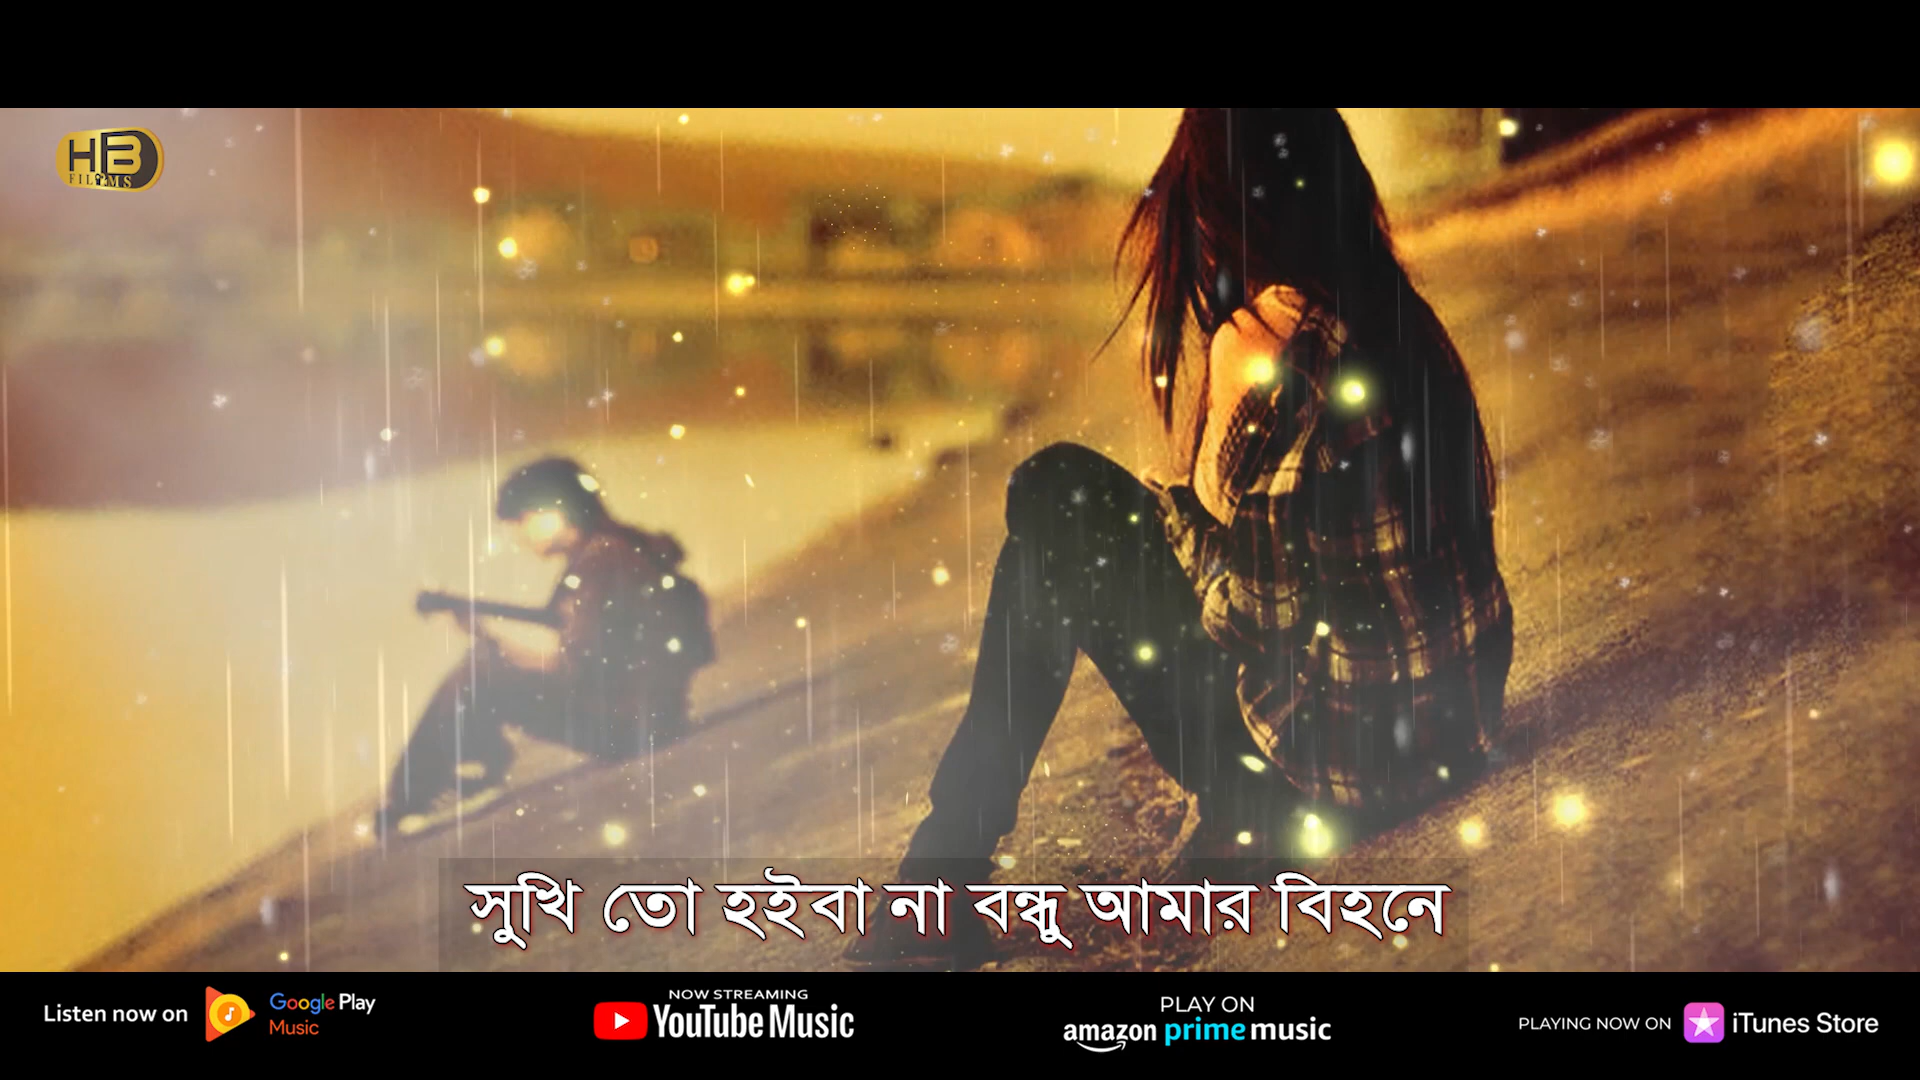 HB
FILMS
সুখি তো হইবা না বন্ধু আমার বিহনে
Listen now on
Google Play
Music
NOW STREAMING
YouTube Music
PLAY ON
amazon prime music
PLAYING NOW ON
iTunes Store